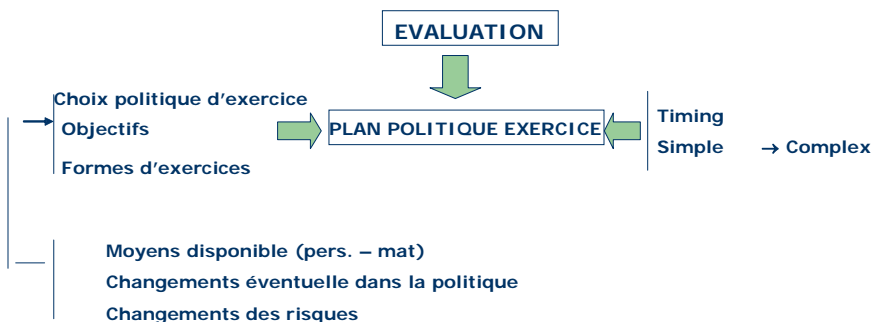 EVALUATION
Choix politique d'exercice
Objectifs
Formes d'exercices
PLAN POLITIQUE EXERCICE
Timing
Simple → Complex
Moyens disponible (pers. – mat)
Changements éventuelle dans la politique
Changements des risques